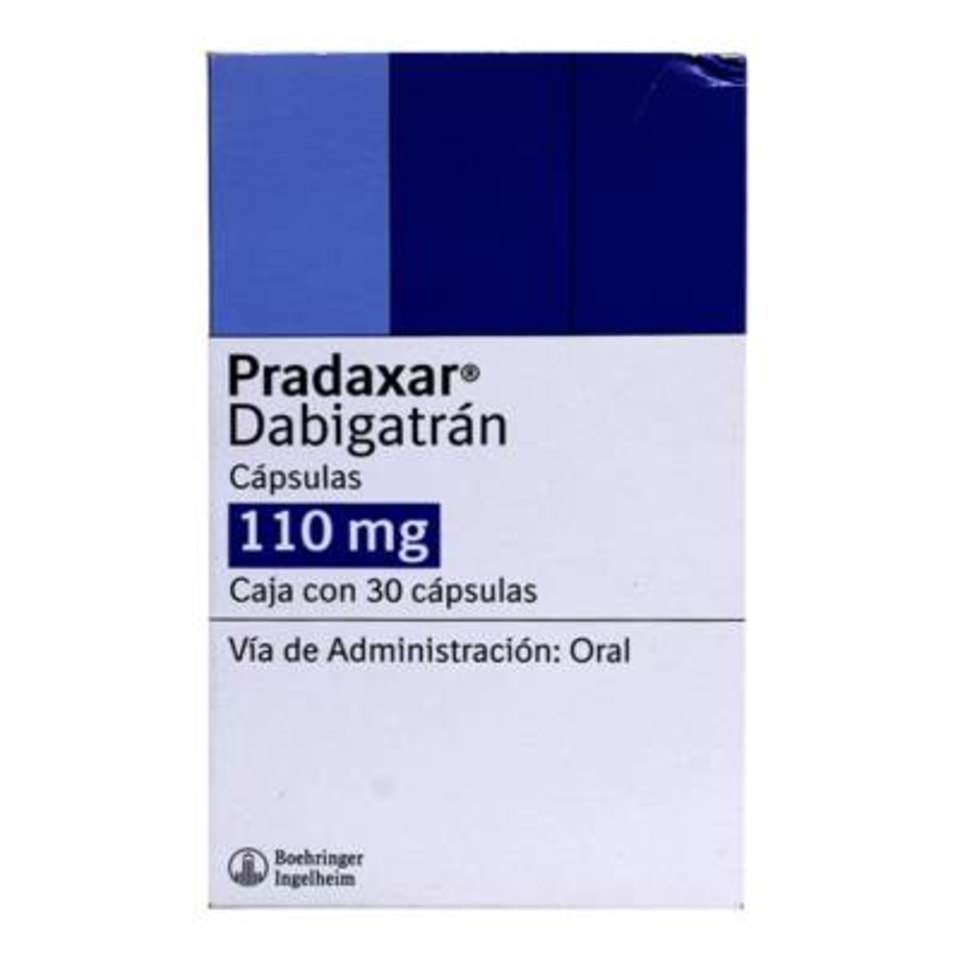 Pradaxar®
Dabigatrán
Cápsulas
110 mg
Caja con 30 cápsulas
Vía de Administración: Oral
Boehringer
Ingelheim